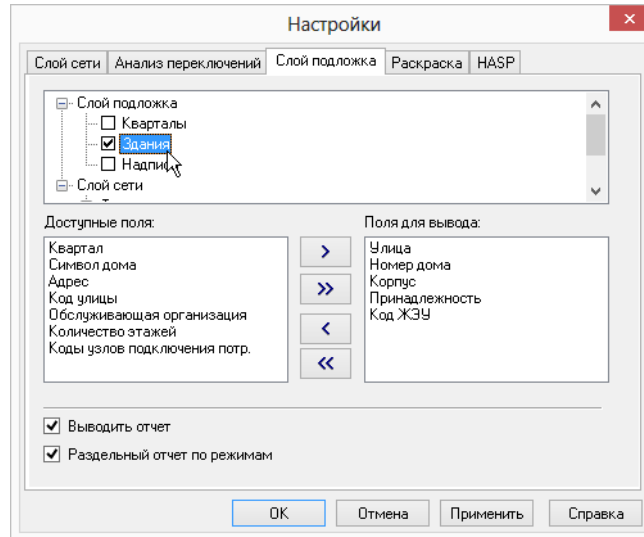 Настройки
Слой сети Анализ переключений Слой подложка Раскраска HASP
Слой подложка
Кварталы
Здания
Надписи
Слой сети
Доступные поля:
Квартал
Символ дома
Адрес
Код улицы
Обслуживающая организация
Количество этажей
Коды узлов подключения потр.
Поля для вывода:
Улица
Номер дома
Корпус
Принадлежность
Код ЖЭУ
Выводить отчет
Раздельный отчет по режимам
OK Отмена Применить Справка